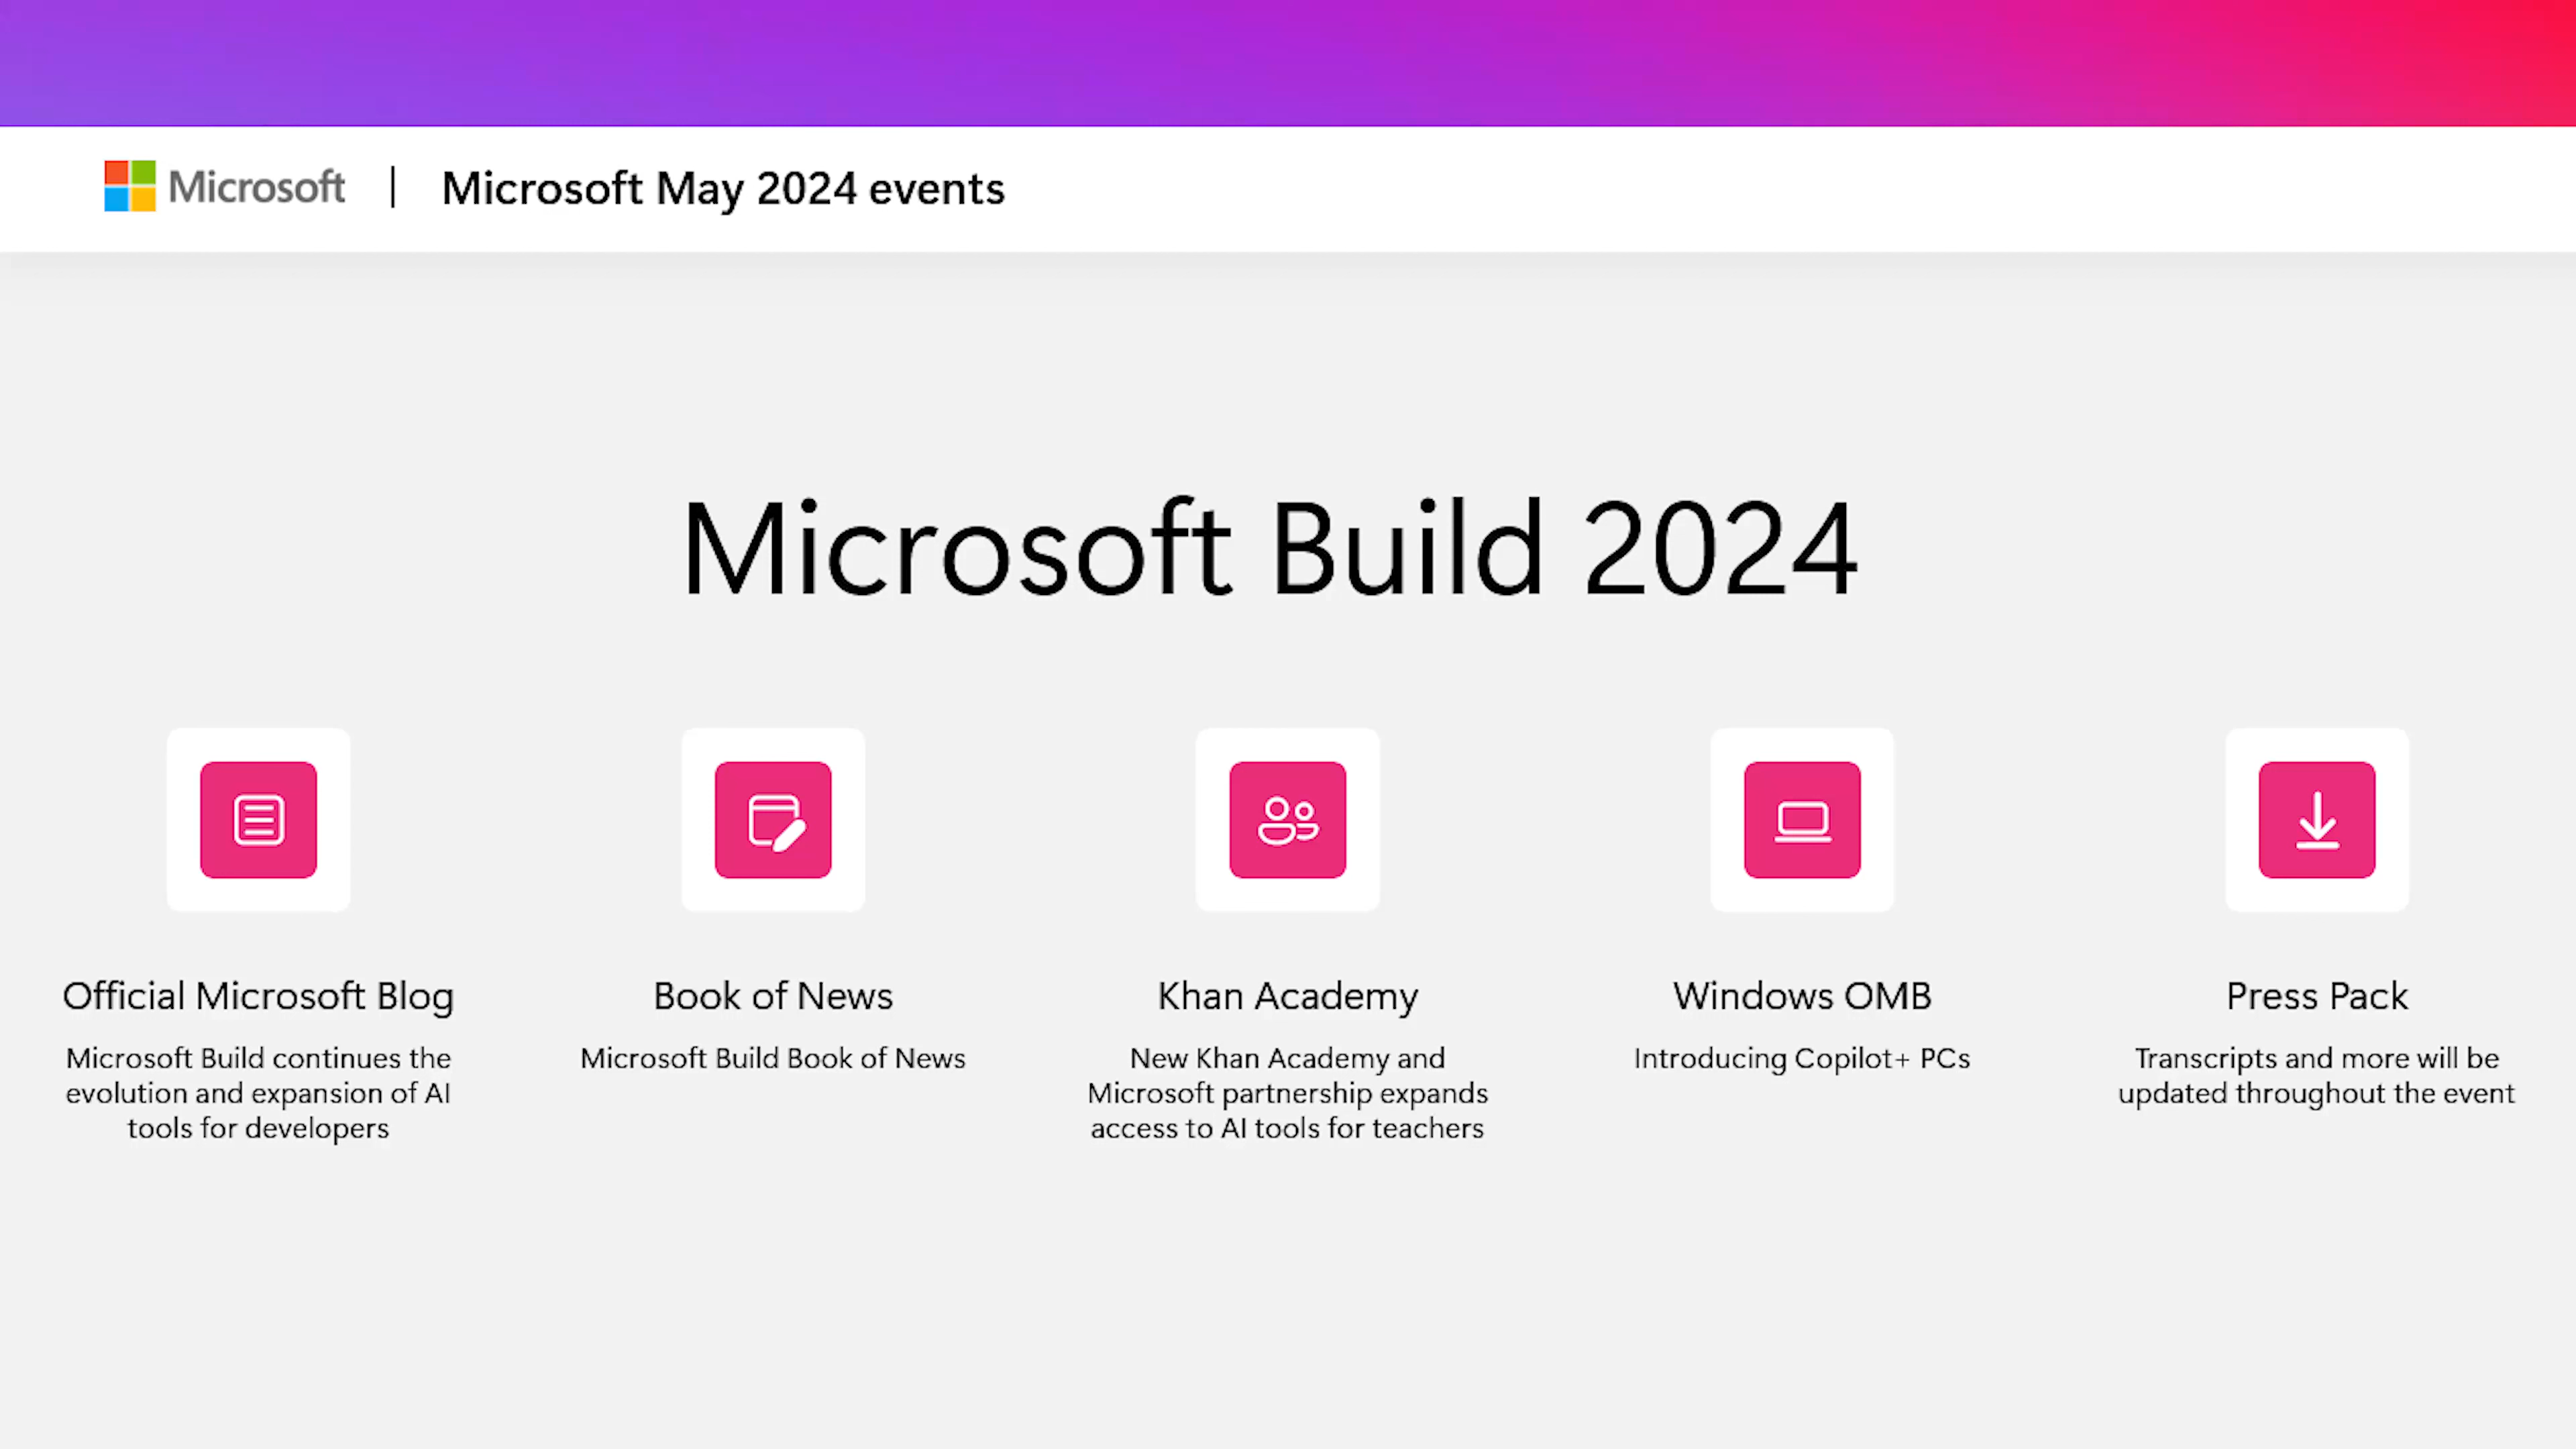 Microsoft | Microsoft May 2024 events
Microsoft Build 2024
Official Microsoft Blog
Microsoft Build continues the
evolution and expansion of AI
tools for developers
Book of News
Microsoft Build Book of News
Khan Academy
New Khan Academy and
Microsoft partnership expands
access to AI tools for teachers
Windows OMB
Introducing Copilot+ PCs
Press Pack
Transcripts and more will be
updated throughout the event